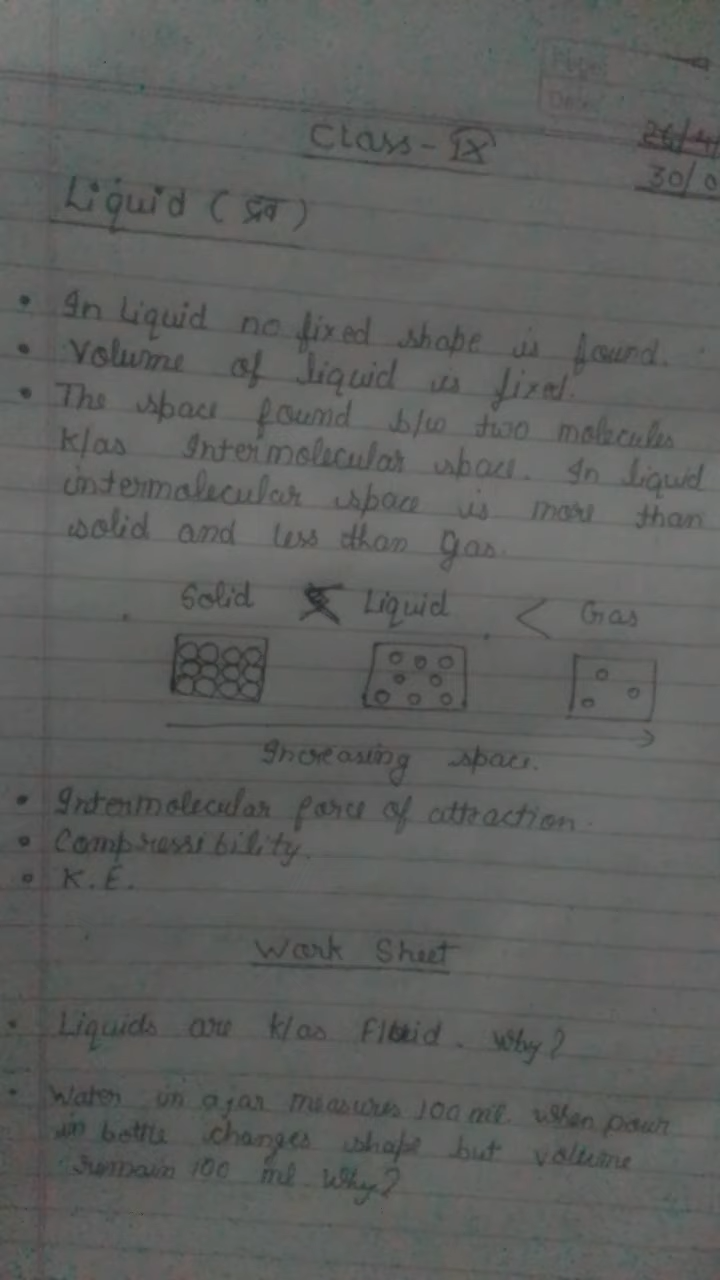 Page:
Date:
Class - IX
30/0
Liquid (द्रव)
• In Liquid no fixed shape is found.
• Volume of liquid is fixed.
• The space found b/w two molecules
k/as Intermolecular space. In liquid
intermolecular space is more than
solid and less than Gas.
Solid < Liquid < Gas
Increasing space.
• Intermolecular force of attraction.
• Compressibility.
• K.E.
Work Sheet
• Liquids are k/as Fluid. Why?
• Water in a jar measures 100 ml. when pour
in bottle changes shape but volume
remain 100 ml Why?